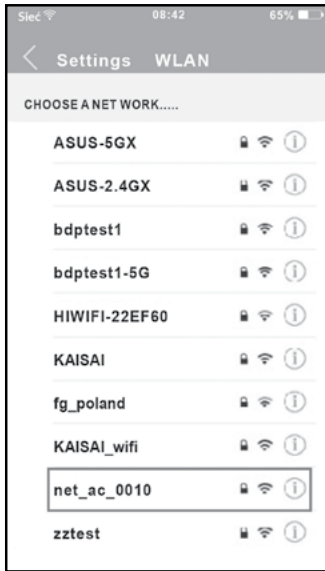 Sieć 08:42 65%
Settings WLAN
CHOOSE A NET WORK.....
ASUS-5GX
ASUS-2.4GX
bdptest1
bdptest1-5G
HIWIFI-22EF60
KAISAI
fg_poland
KAISAI_wifi
net_ac_0010
zztest